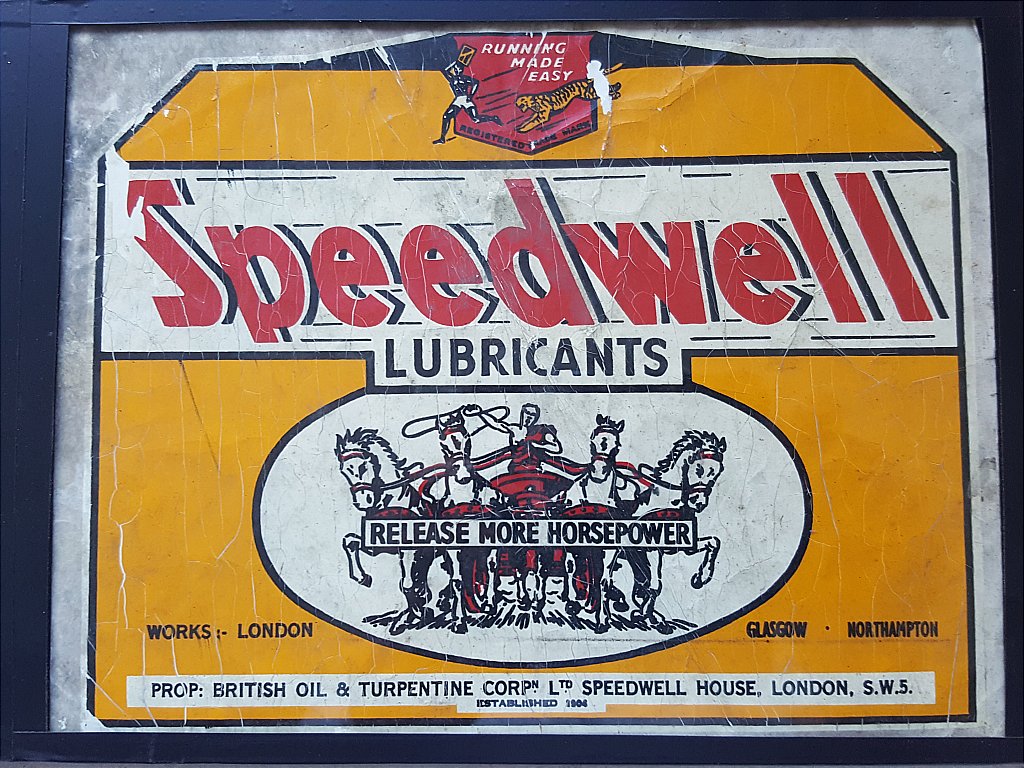 RUNNING
MADE
EASY
REGISTERED TRADE MARK
Speedwell
LUBRICANTS
RELEASE MORE HORSEPOWER
WORKS:- LONDON
GLASGOW · NORTHAMPTON
PROP: BRITISH OIL & TURPENTINE CORPN LTD SPEEDWELL HOUSE, LONDON, S.W.5.
ESTABLISHED